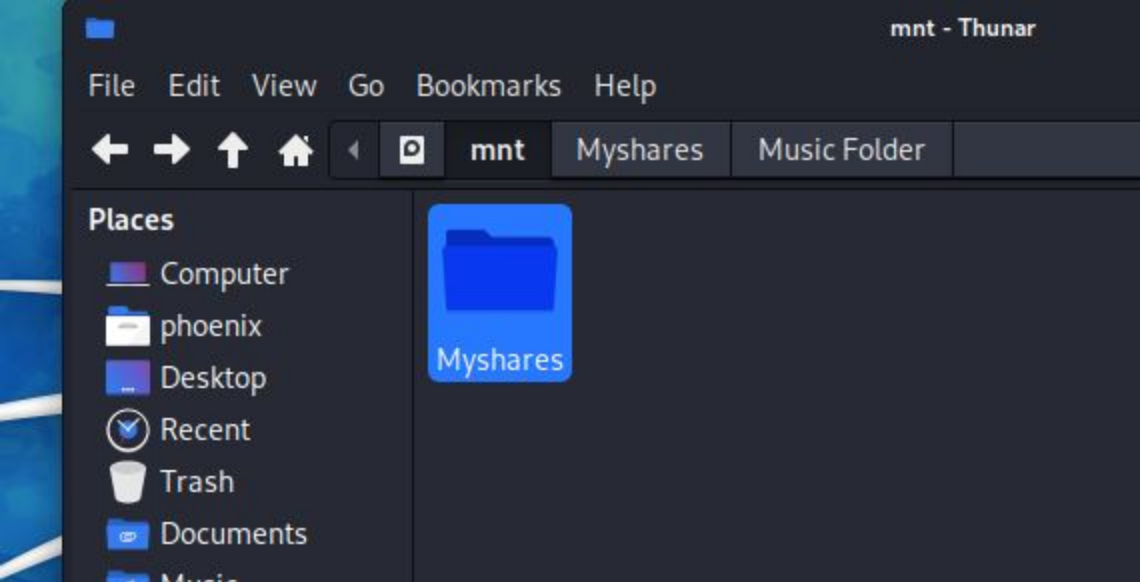 mnt - Thunar
File Edit View Go Bookmarks Help
mnt Myshares Music Folder
Places
Computer
phoenix
Desktop
Recent
Trash
Documents
Music
Myshares